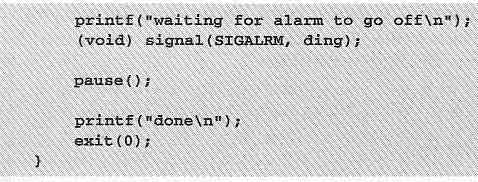 printf("waiting for alarm to go off\n");
(void) signal(SIGALRM, ding);
pause();
printf("done\n");
exit(0);
}